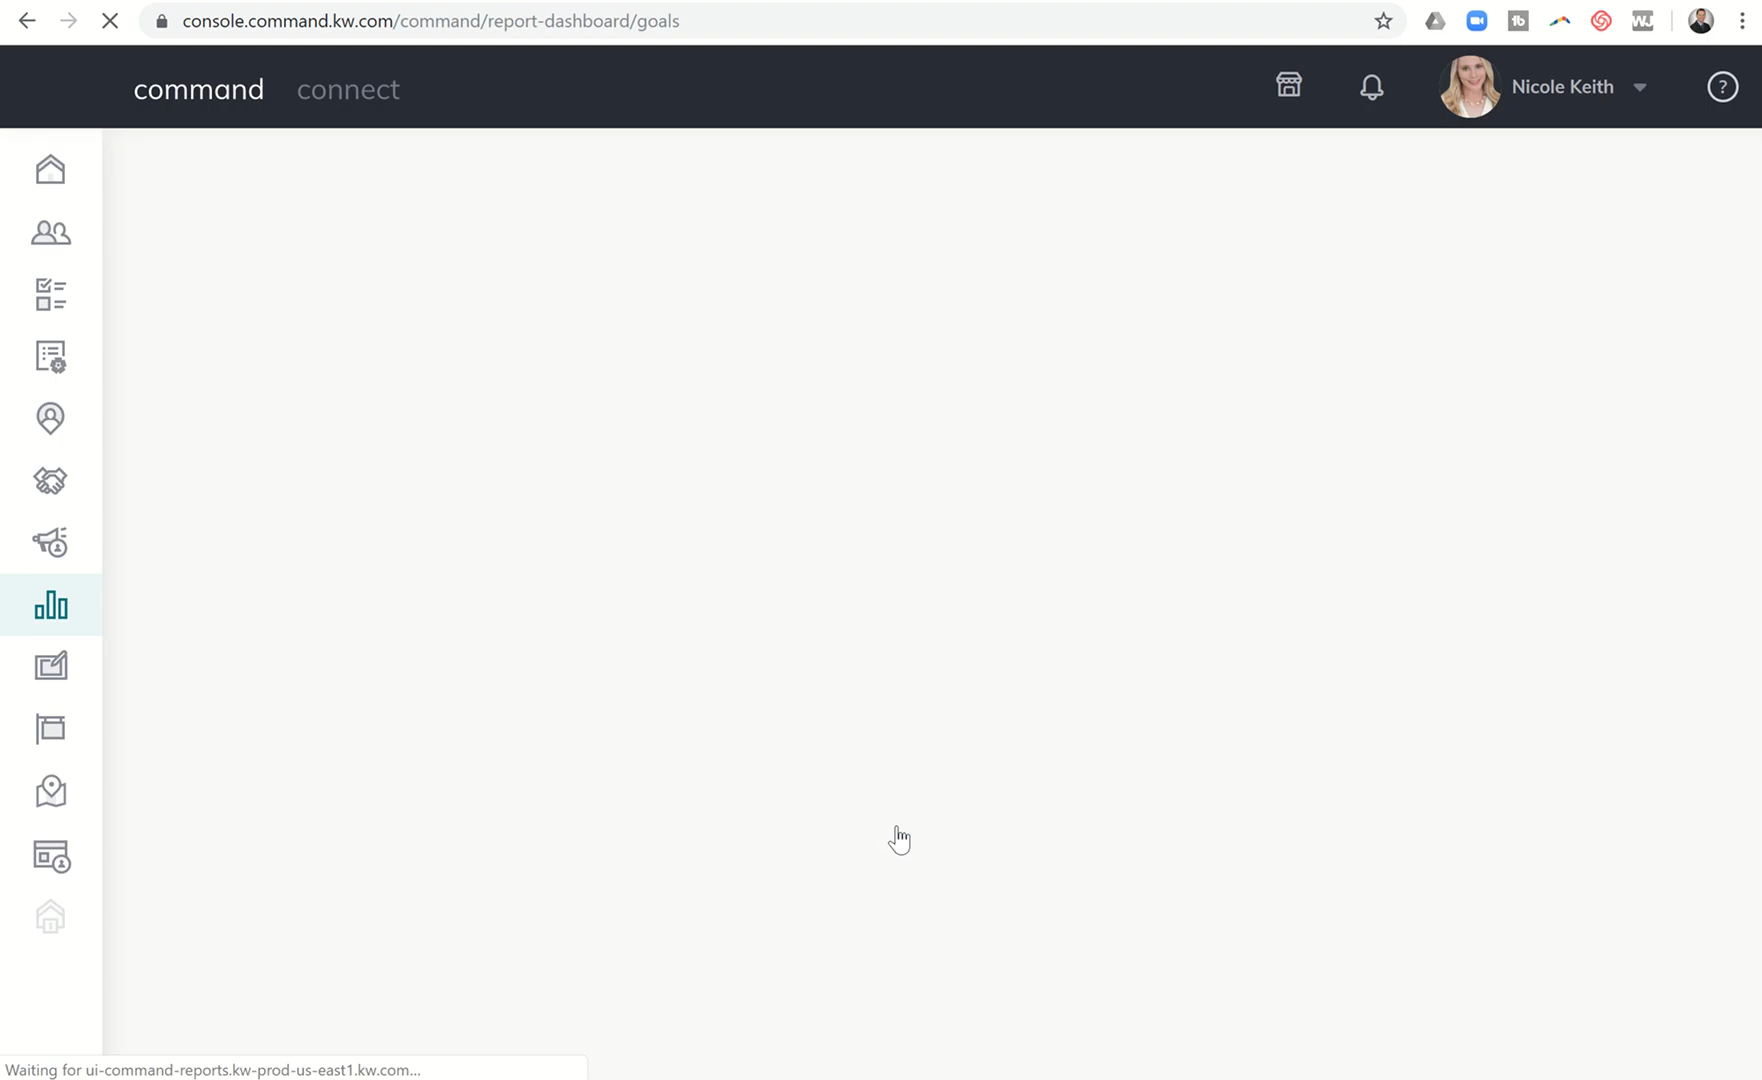 console.command.kw.com/command/report-dashboard/goals
command connect
Nicole Keith
?
Waiting for ui-command-reports.kw-prod-us-east1.kw.com...